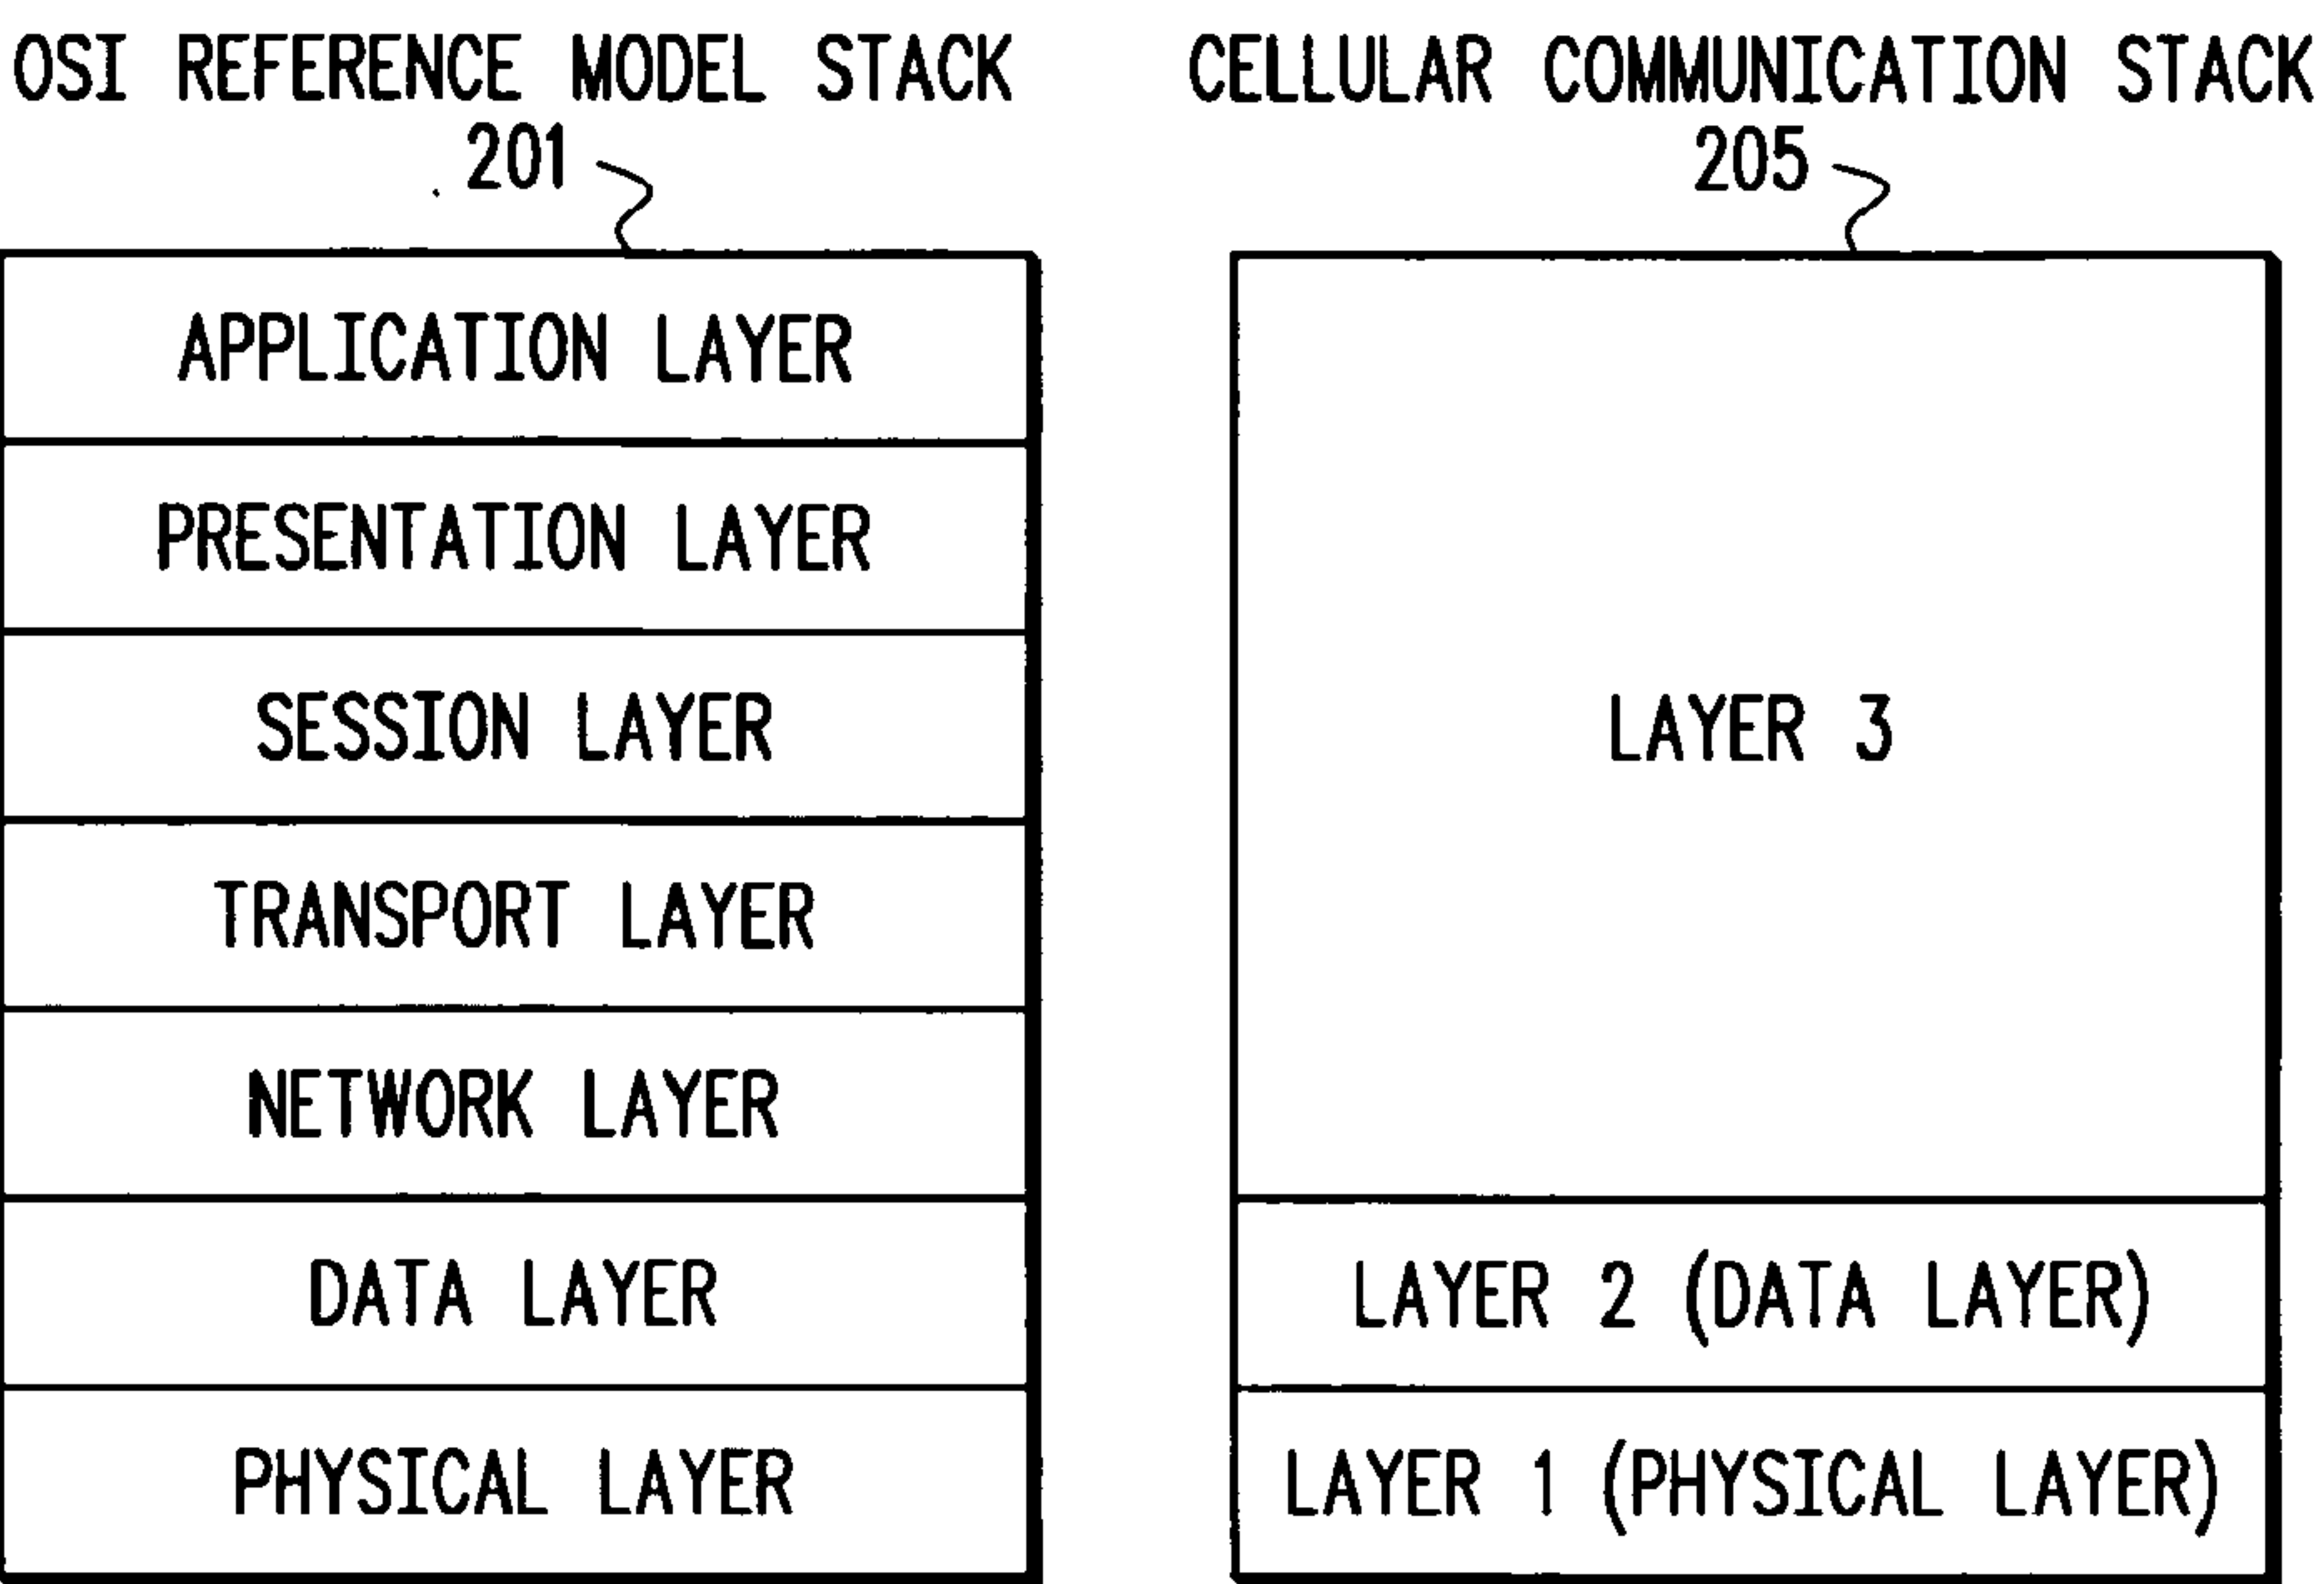 OSI REFERENCE MODEL STACK
201
APPLICATION LAYER
PRESENTATION LAYER
SESSION LAYER
TRANSPORT LAYER
NETWORK LAYER
DATA LAYER
PHYSICAL LAYER
CELLULAR COMMUNICATION STACK
205
LAYER 3
LAYER 2 (DATA LAYER)
LAYER 1 (PHYSICAL LAYER)